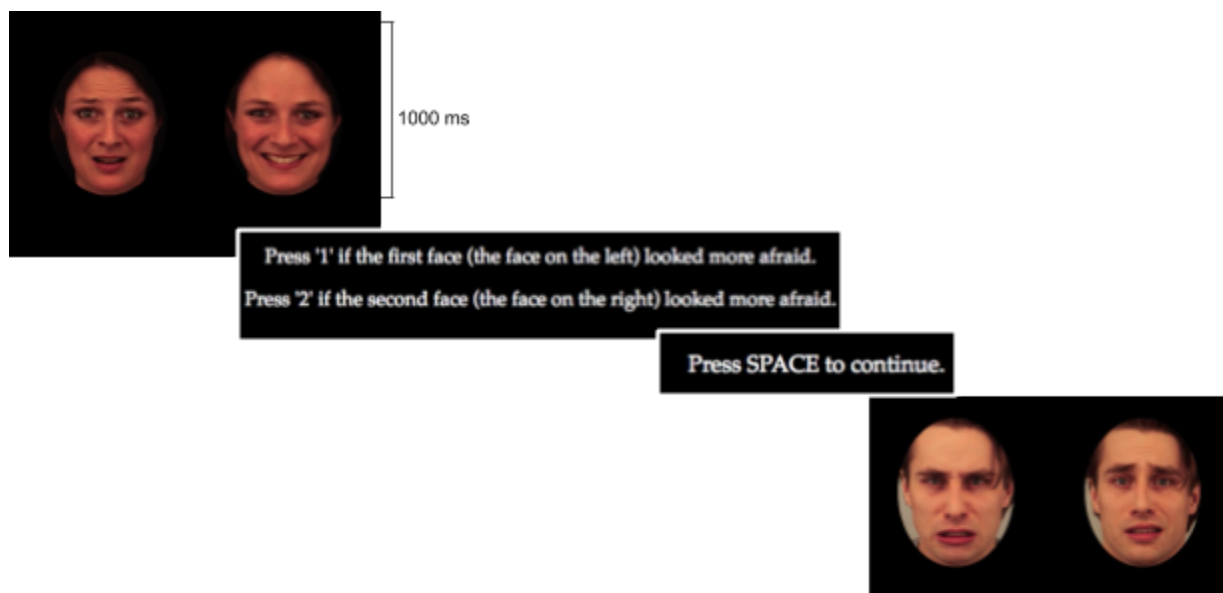 1000 ms
Press '1' if the first face (the face on the left) looked more afraid.
Press '2' if the second face (the face on the right) looked more afraid.
Press SPACE to continue.